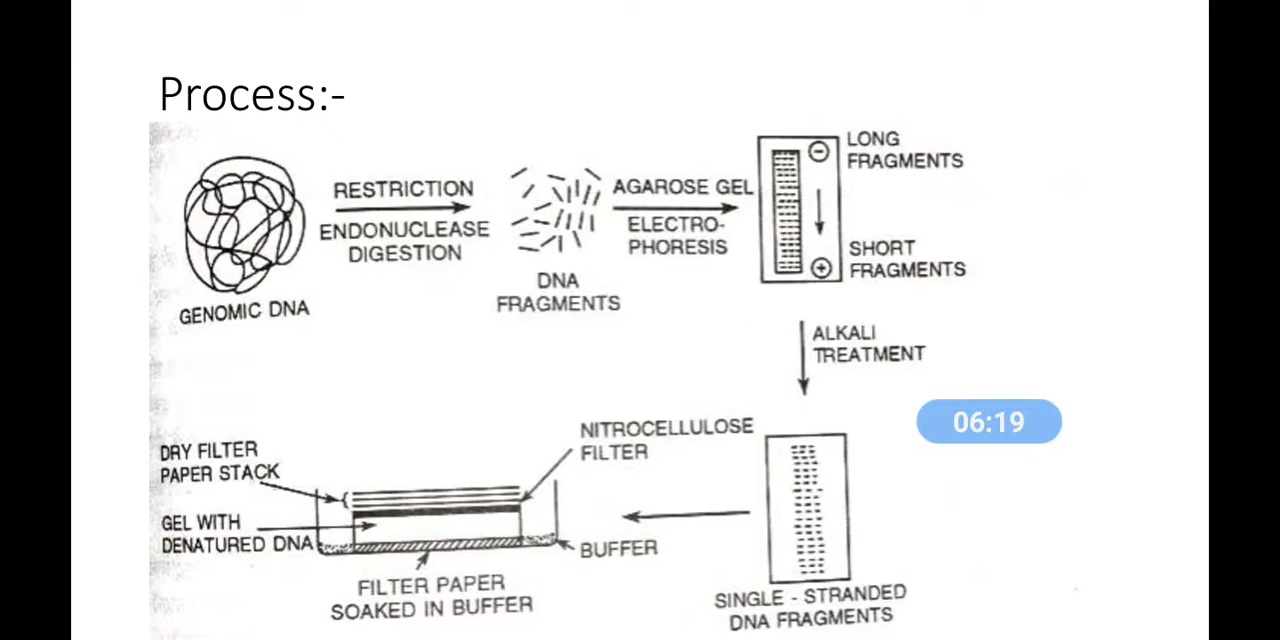 Process:-
GENOMIC DNA
RESTRICTION
ENDONUCLEASE
DIGESTION
DNA
FRAGMENTS
AGAROSE GEL
ELECTRO-
PHORESIS
−
+
LONG
FRAGMENTS
SHORT
FRAGMENTS
ALKALI
TREATMENT
06:19
SINGLE - STRANDED
DNA FRAGMENTS
NITROCELLULOSE
FILTER
DRY FILTER
PAPER STACK
GEL WITH
DENATURED DNA
BUFFER
FILTER PAPER
SOAKED IN BUFFER